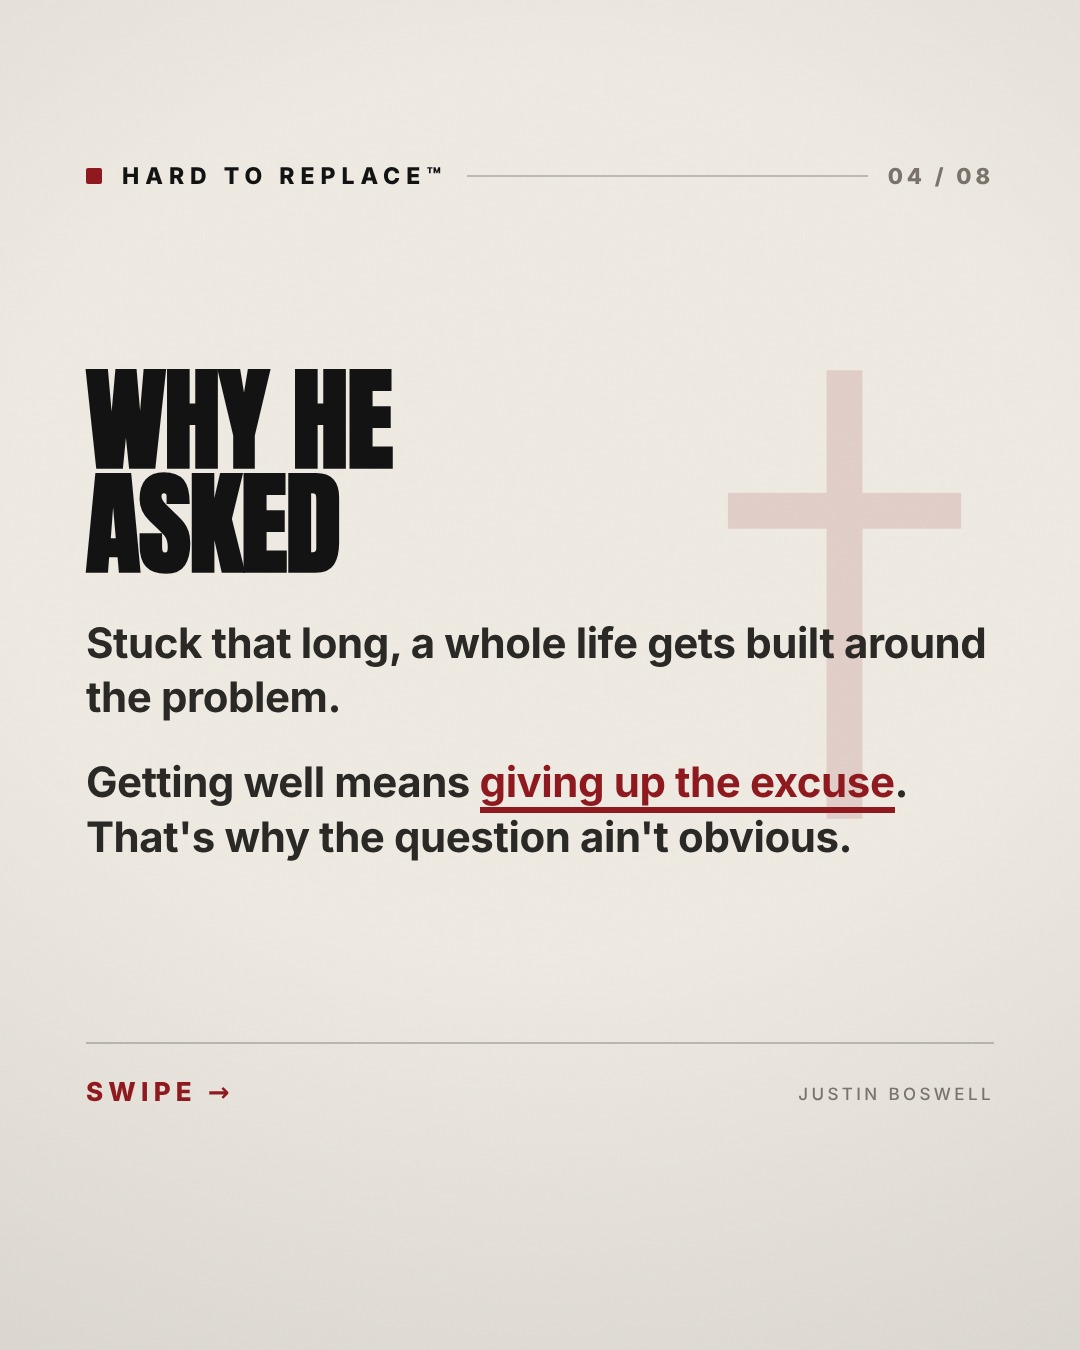 HARD TO REPLACE™
04 / 08
WHY HE
ASKED
Stuck that long, a whole life gets built around
the problem.
Getting well means giving up the excuse.
That's why the question ain't obvious.
SWIPE →
JUSTIN BOSWELL